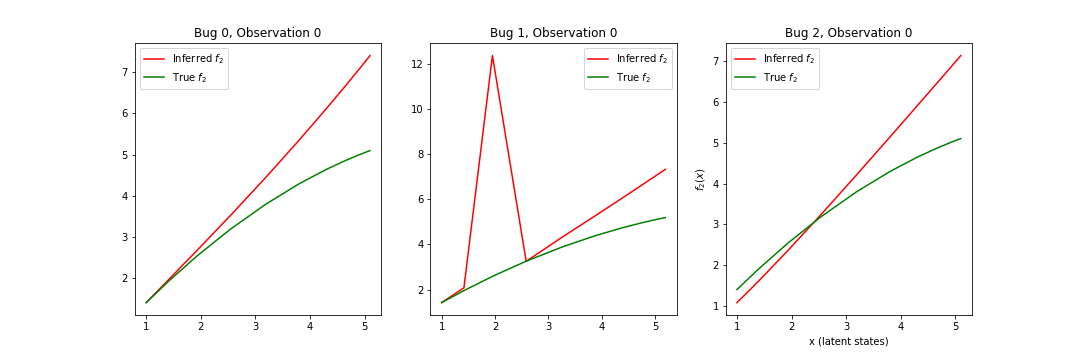 Bug 0, Observation 0
Inferred f₂
True f₂
7
6
5
4
3
2
1 2 3 4 5
Bug 1, Observation 0
Inferred f₂
True f₂
12
10
8
6
4
2
1 2 3 4 5
Bug 2, Observation 0
Inferred f₂
True f₂
f₂(x)
7
6
5
4
3
2
1
1 2 3 4 5
x (latent states)